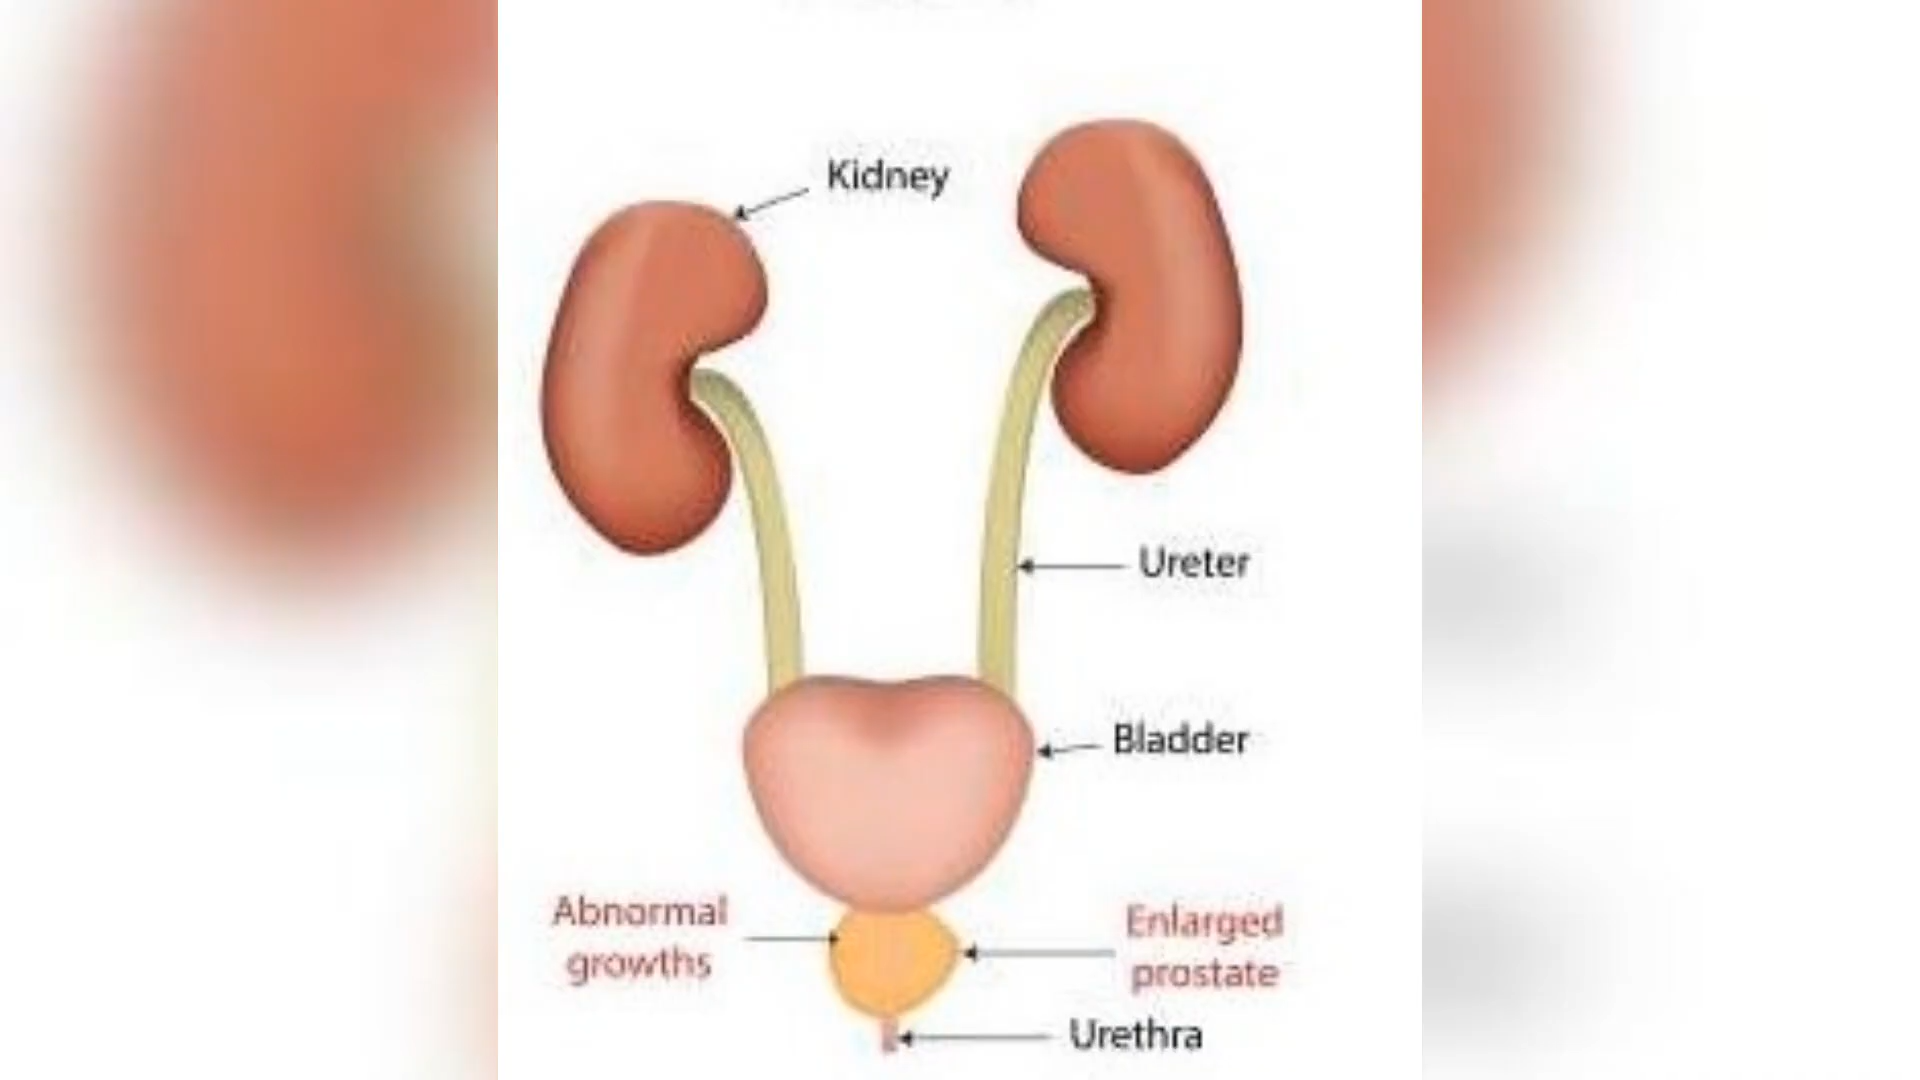 Kidney
Ureter
Bladder
Abnormal
growths
Enlarged
prostate
Urethra